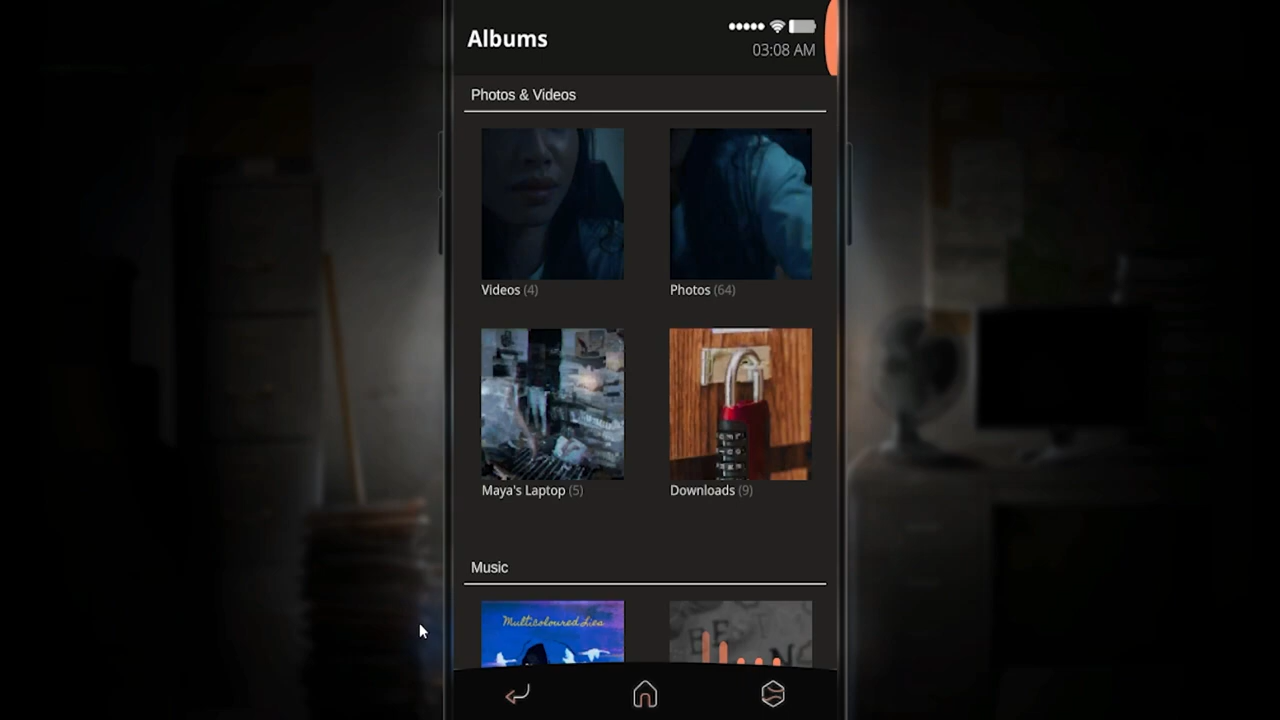 Albums
03:08 AM
Photos & Videos
Videos (4)
Photos (64)
Maya's Laptop (5)
Downloads (9)
Music
Multicoloured Lies